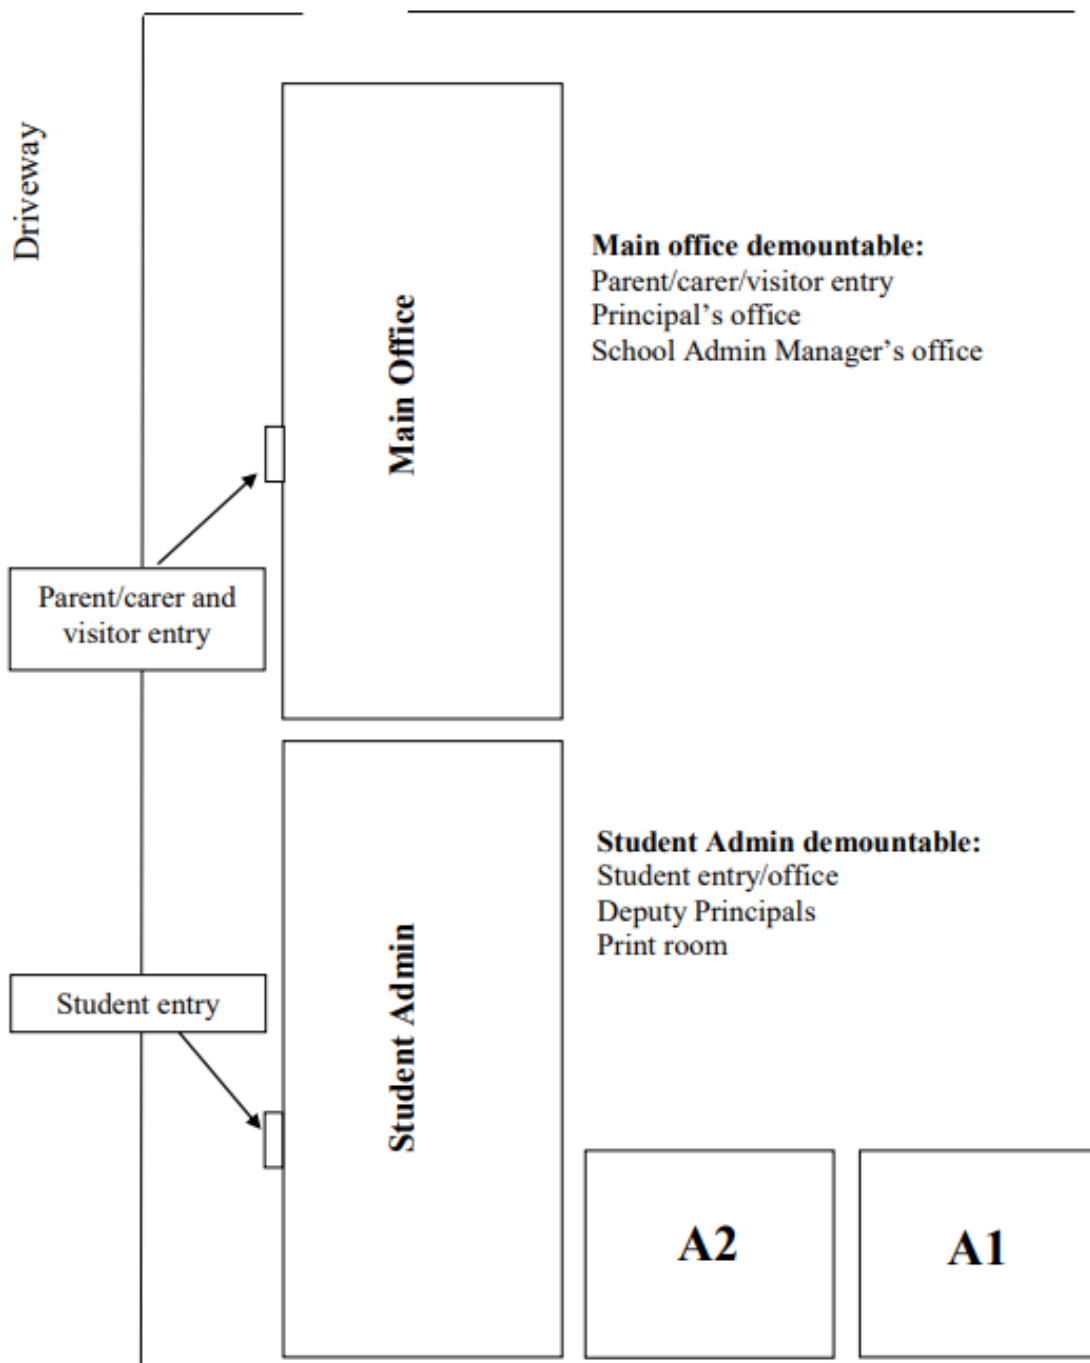 Driveway
Main Office
Main office demountable:
Parent/carer/visitor entry
Principal's office
School Admin Manager's office
Parent/carer and
visitor entry
Student Admin
Student Admin demountable:
Student entry/office
Deputy Principals
Print room
Student entry
A2
A1